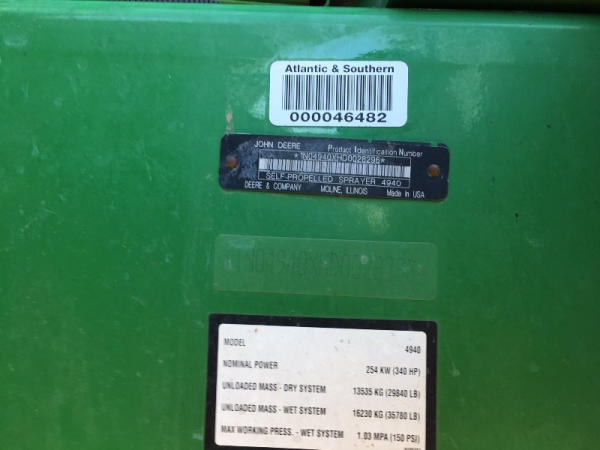 Atlantic & Southern
000046482
JOHN DEERE Product Identification Number
*1N04940XHD0028296*
SELF-PROPELLED SPRAYER 4940
DEERE & COMPANY MOLINE, ILLINOIS Made in USA
MODEL 4940
NOMINAL POWER 254 KW (340 HP)
UNLOADED MASS - DRY SYSTEM 13535 KG (29840 LB)
UNLOADED MASS - WET SYSTEM 16230 KG (35780 LB)
MAX WORKING PRESS. - WET SYSTEM 1.03 MPA (150 PSI)